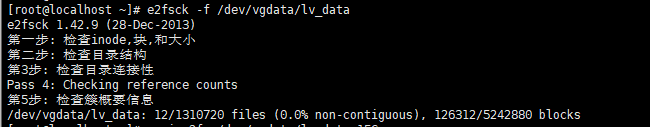 [root@localhost ~]# e2fsck -f /dev/vgdata/lv_data
e2fsck 1.42.9 (28-Dec-2013)
第一步: 检查inode,块,和大小
第二步: 检查目录结构
第3步: 检查目录连接性
Pass 4: Checking reference counts
第5步: 检查簇概要信息
/dev/vgdata/lv_data: 12/1310720 files (0.0% non-contiguous), 126312/5242880 blocks